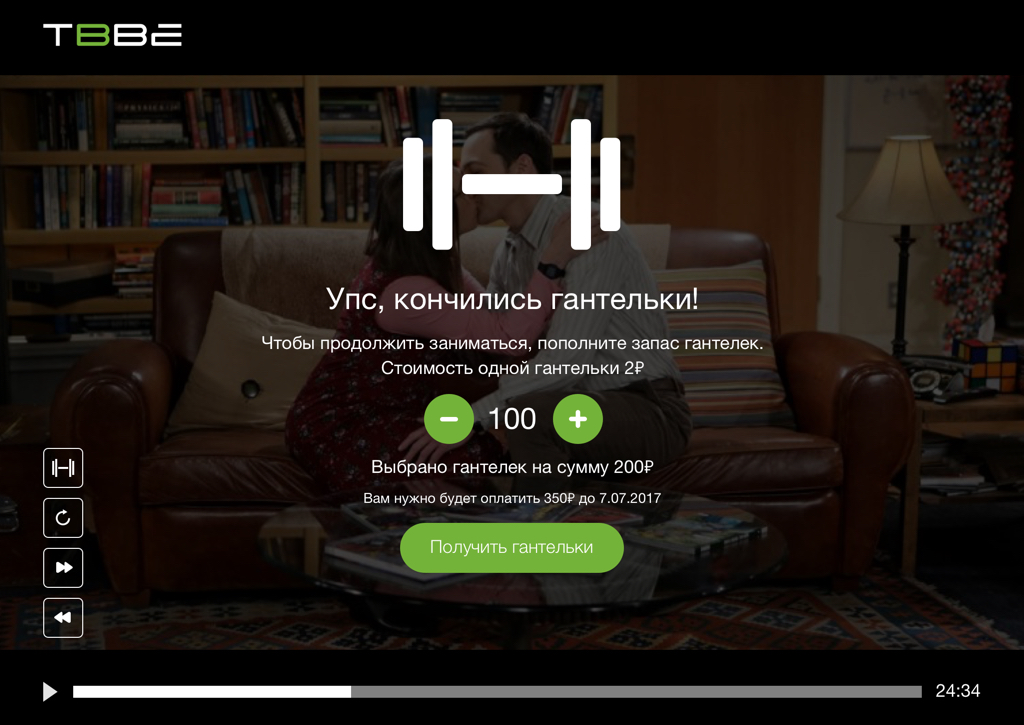 TBBE
Упс, кончились гантельки!
Чтобы продолжить заниматься, пополните запас гантелек.
Стоимость одной гантельки 2₽
100
Выбрано гантелек на сумму 200₽
Вам нужно будет оплатить 350₽ до 7.07.2017
Получить гантельки
24:34